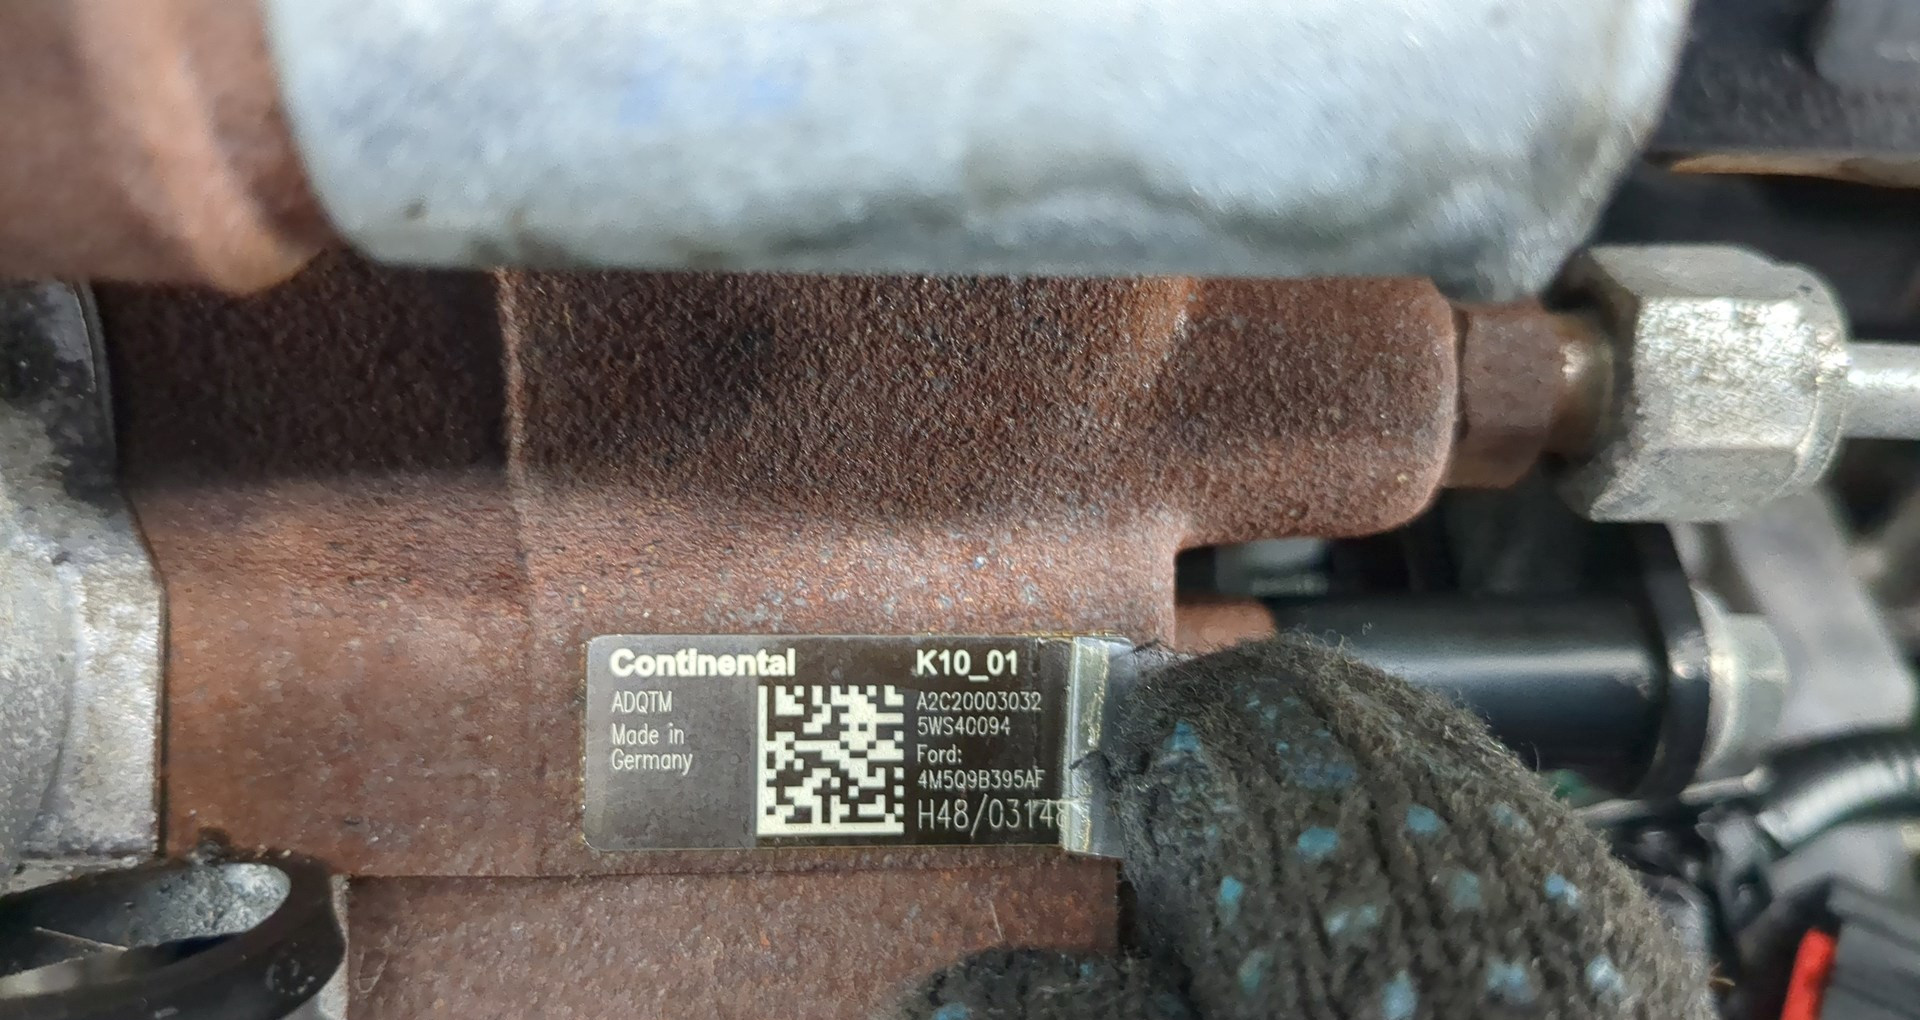 Continental
K10_01
ADQTM
Made in
Germany
A2C20003032
5WS40094
Ford:
4M5Q9B395AF
H48/03148